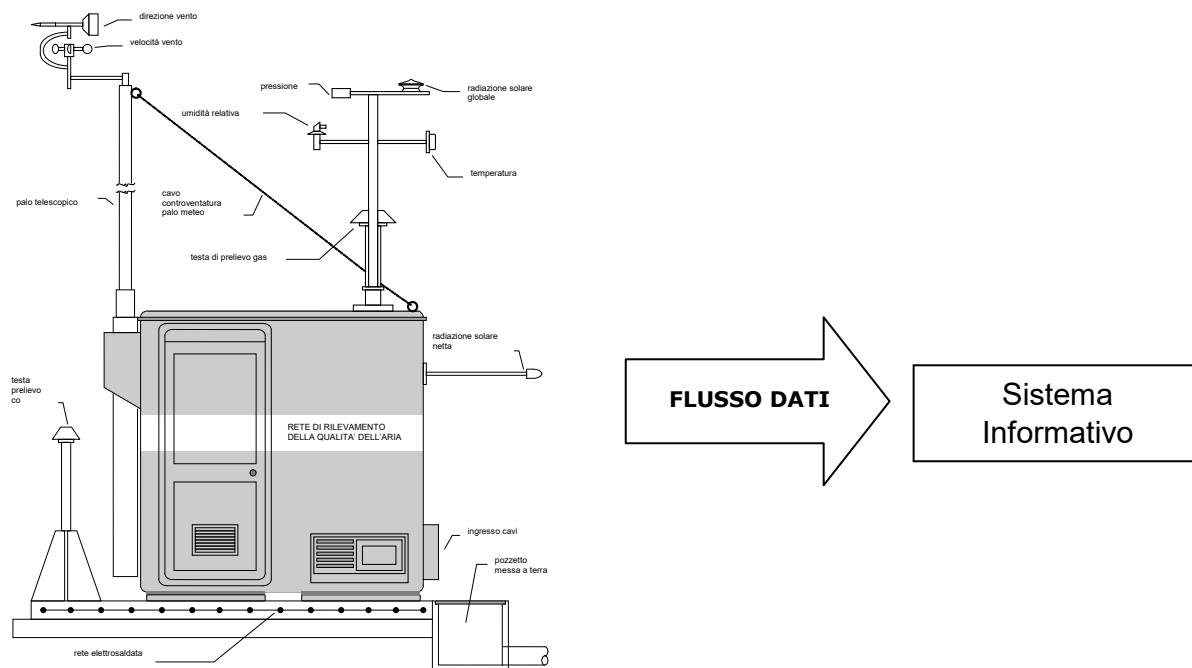 direzione vento
velocità vento
pressione
radiazione solare
globale
umidità relativa
temperatura
palo telescopico
cavo
controventatura
palo meteo
testa di prelievo gas
radiazione solare
netta
testa
prelievo
co
RETE DI RILEVAMENTO
DELLA QUALITA' DELL'ARIA
FLUSSO DATI
Sistema
Informativo
ingresso cavi
pozzetto
messa a terra
rete elettrosaldata